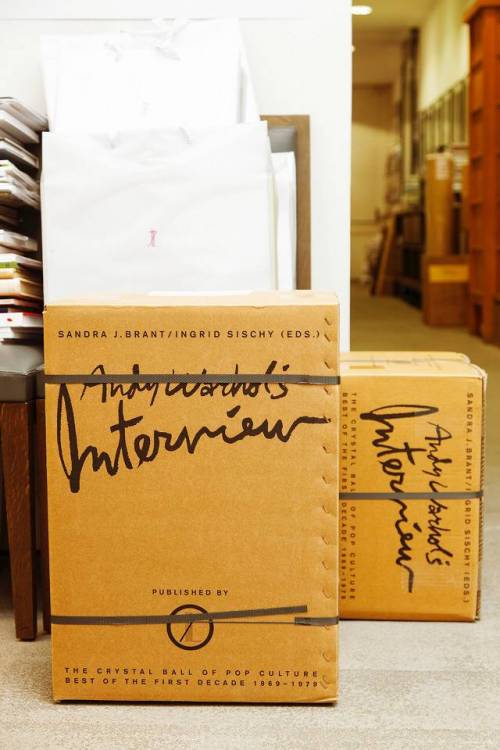 SANDRA J.BRANT/INGRID SISCHY (EDS.)
Andy Warhol's
Interview
PUBLISHED BY
THE CRYSTAL BALL OF POP CULTURE
BEST OF THE FIRST DECADE 1969-1979
SANDRA J.BRANT/INGRID SISCHY (EDS.)
Andy Warhol's
Interview
THE CRYSTAL BALL OF POP CULTURE
BEST OF THE FIRST DECADE 1969-1979